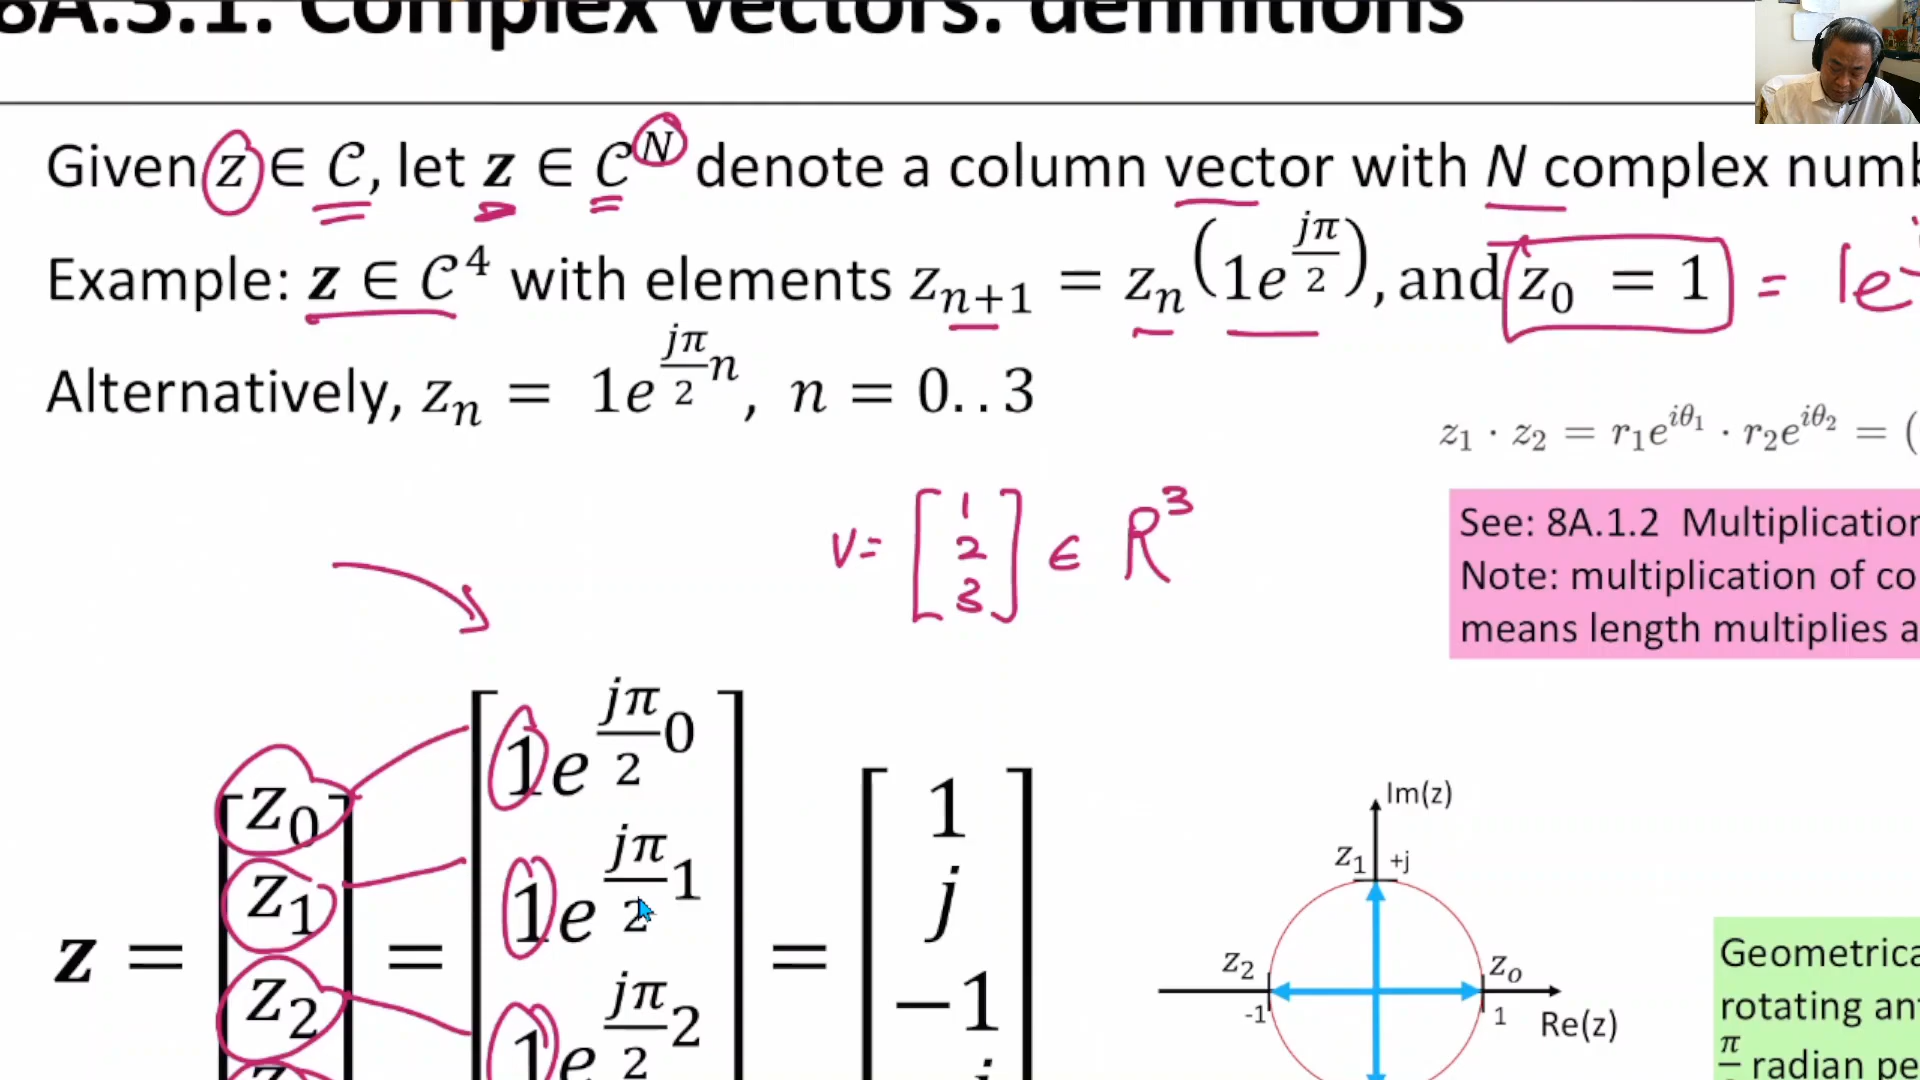 8A.3.1. Complex vectors: definitions
Given z ∈ C, let z ∈ C^N denote a column vector with N complex numb
Example: z ∈ C^4 with elements z_{n+1} = z_n(1e^{jπ/2}), and z_0 = 1 = 1e
Alternatively, z_n = 1e^{jπ/2 n}, n = 0..3
z_1 · z_2 = r_1e^{iθ_1} · r_2e^{iθ_2} = (
V = [1 2 3] ∈ R^3
See: 8A.1.2 Multiplication
Note: multiplication of co
means length multiplies a
z = [z_0 z_1 z_2 = [1e^{jπ/2 0} 1e^{jπ/2 1} 1e^{jπ/2 2} = [1 j −1
Im(z)
z_1 +j
z_2 z_o
-1 1 Re(z)
Geometrica
rotating an
π radian pe